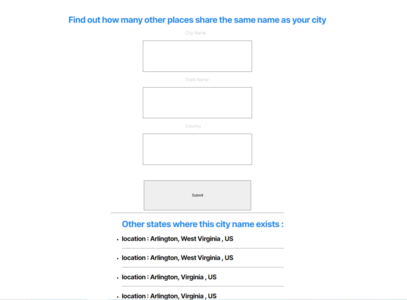 Find out how many other places share the same name as your city
City Name
State Name
Country
Submit
Other states where this city name exists :
location : Arlington, West Virginia , US
location : Arlington, West Virginia , US
location : Arlington, Virginia , US
location : Arlington, Virginia , US